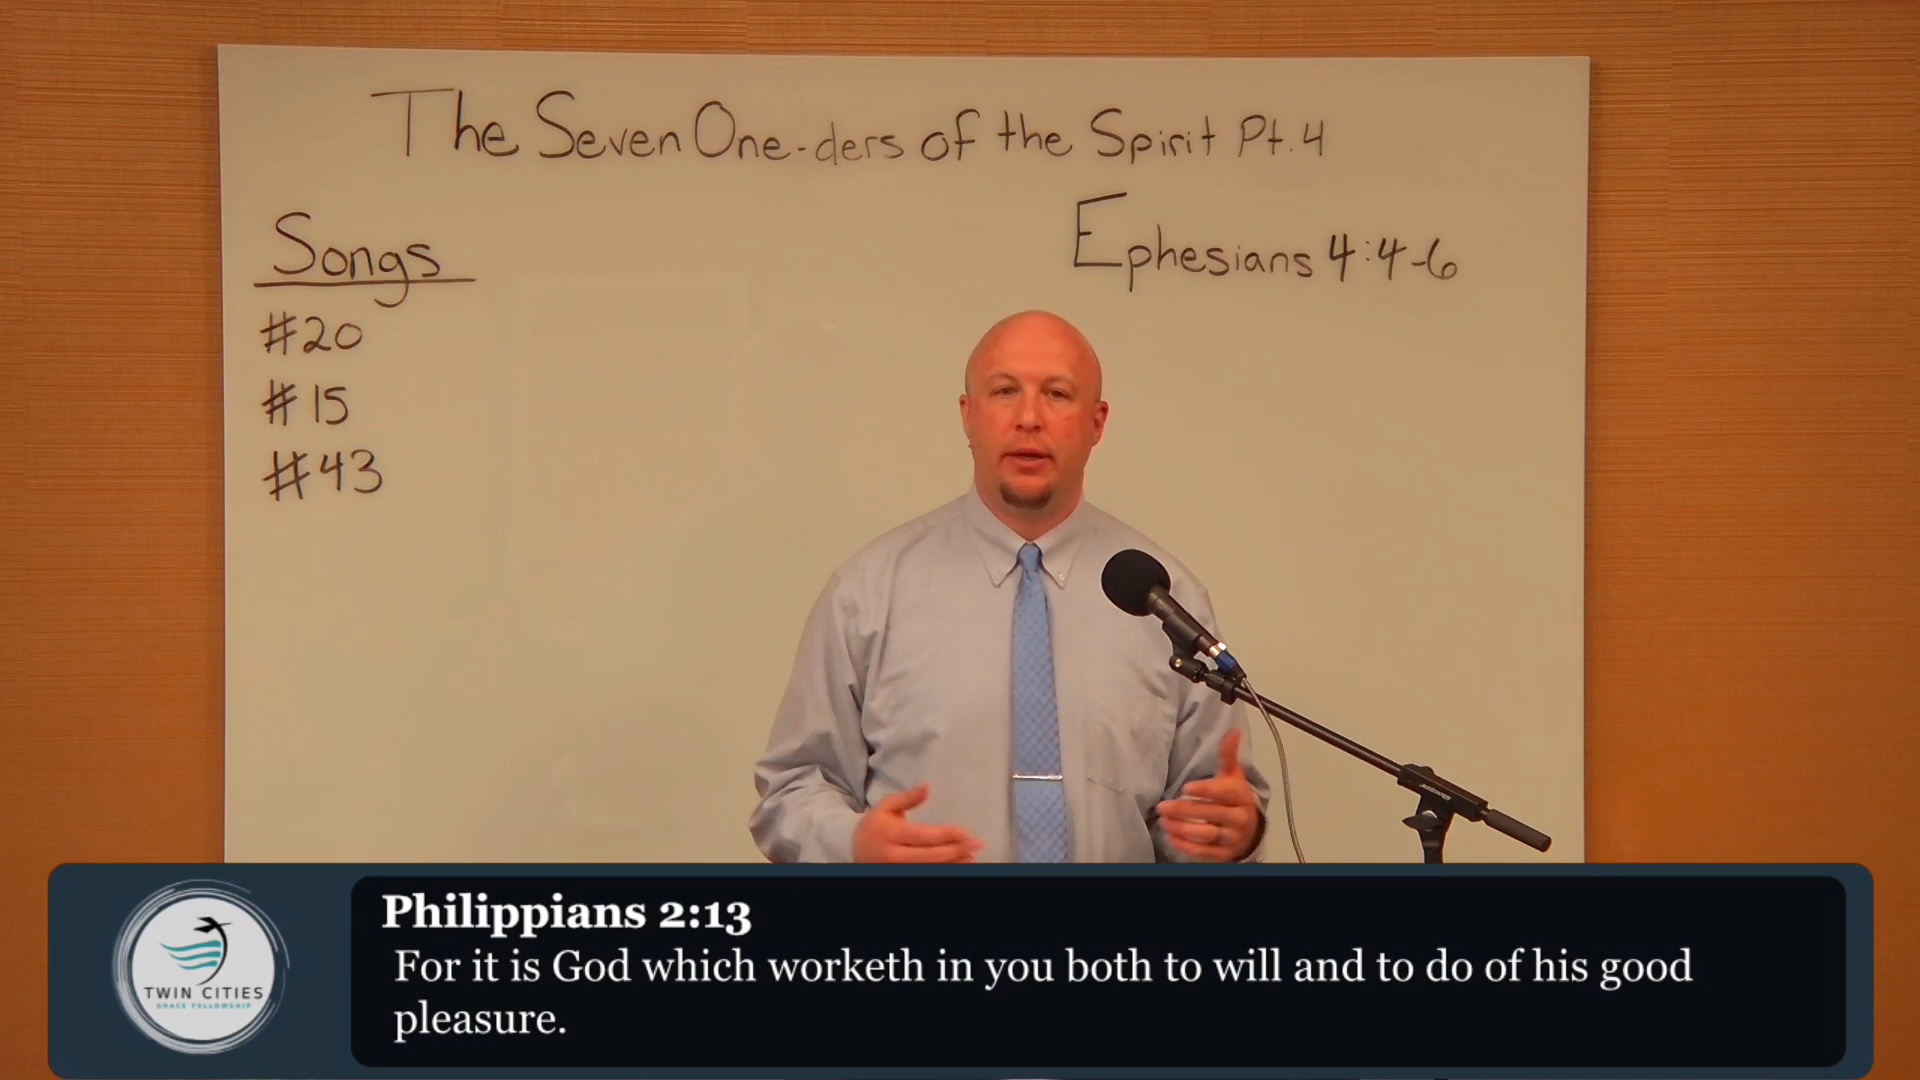 The Seven One-ders of the Spirit Pt.4
Ephesians 4:4-6
Songs
#20
#15
#43
Philippians 2:13
For it is God which worketh in you both to will and to do of his good
pleasure.
TWIN CITIES
GRACE FELLOWSHIP